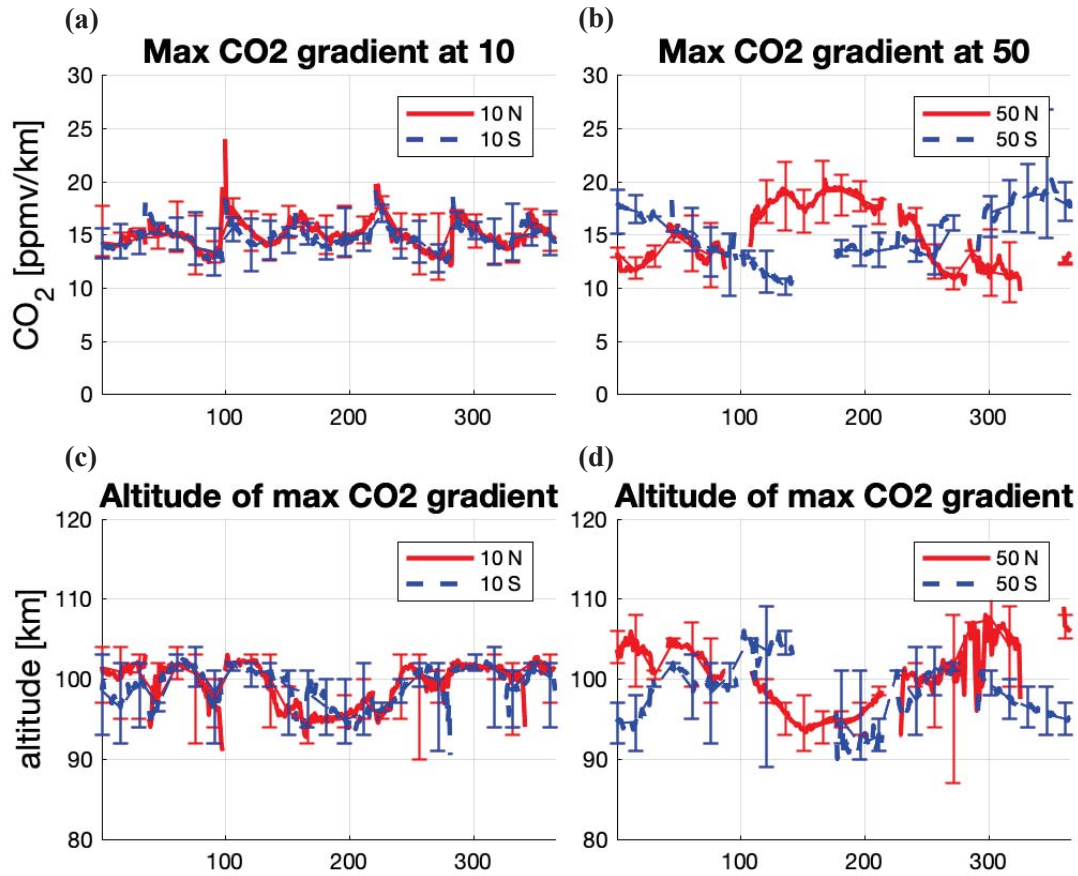 (a)
Max CO2 gradient at 10
30
25
20
15
10
5
0
CO2 [ppmv/km]
10 N
10 S
100
200
300
(b)
Max CO2 gradient at 50
30
25
20
15
10
5
0
50 N
50 S
100
200
300
(c)
Altitude of max CO2 gradient
120
110
100
90
80
altitude [km]
10 N
10 S
100
200
300
(d)
Altitude of max CO2 gradient
120
110
100
90
80
50 N
50 S
100
200
300